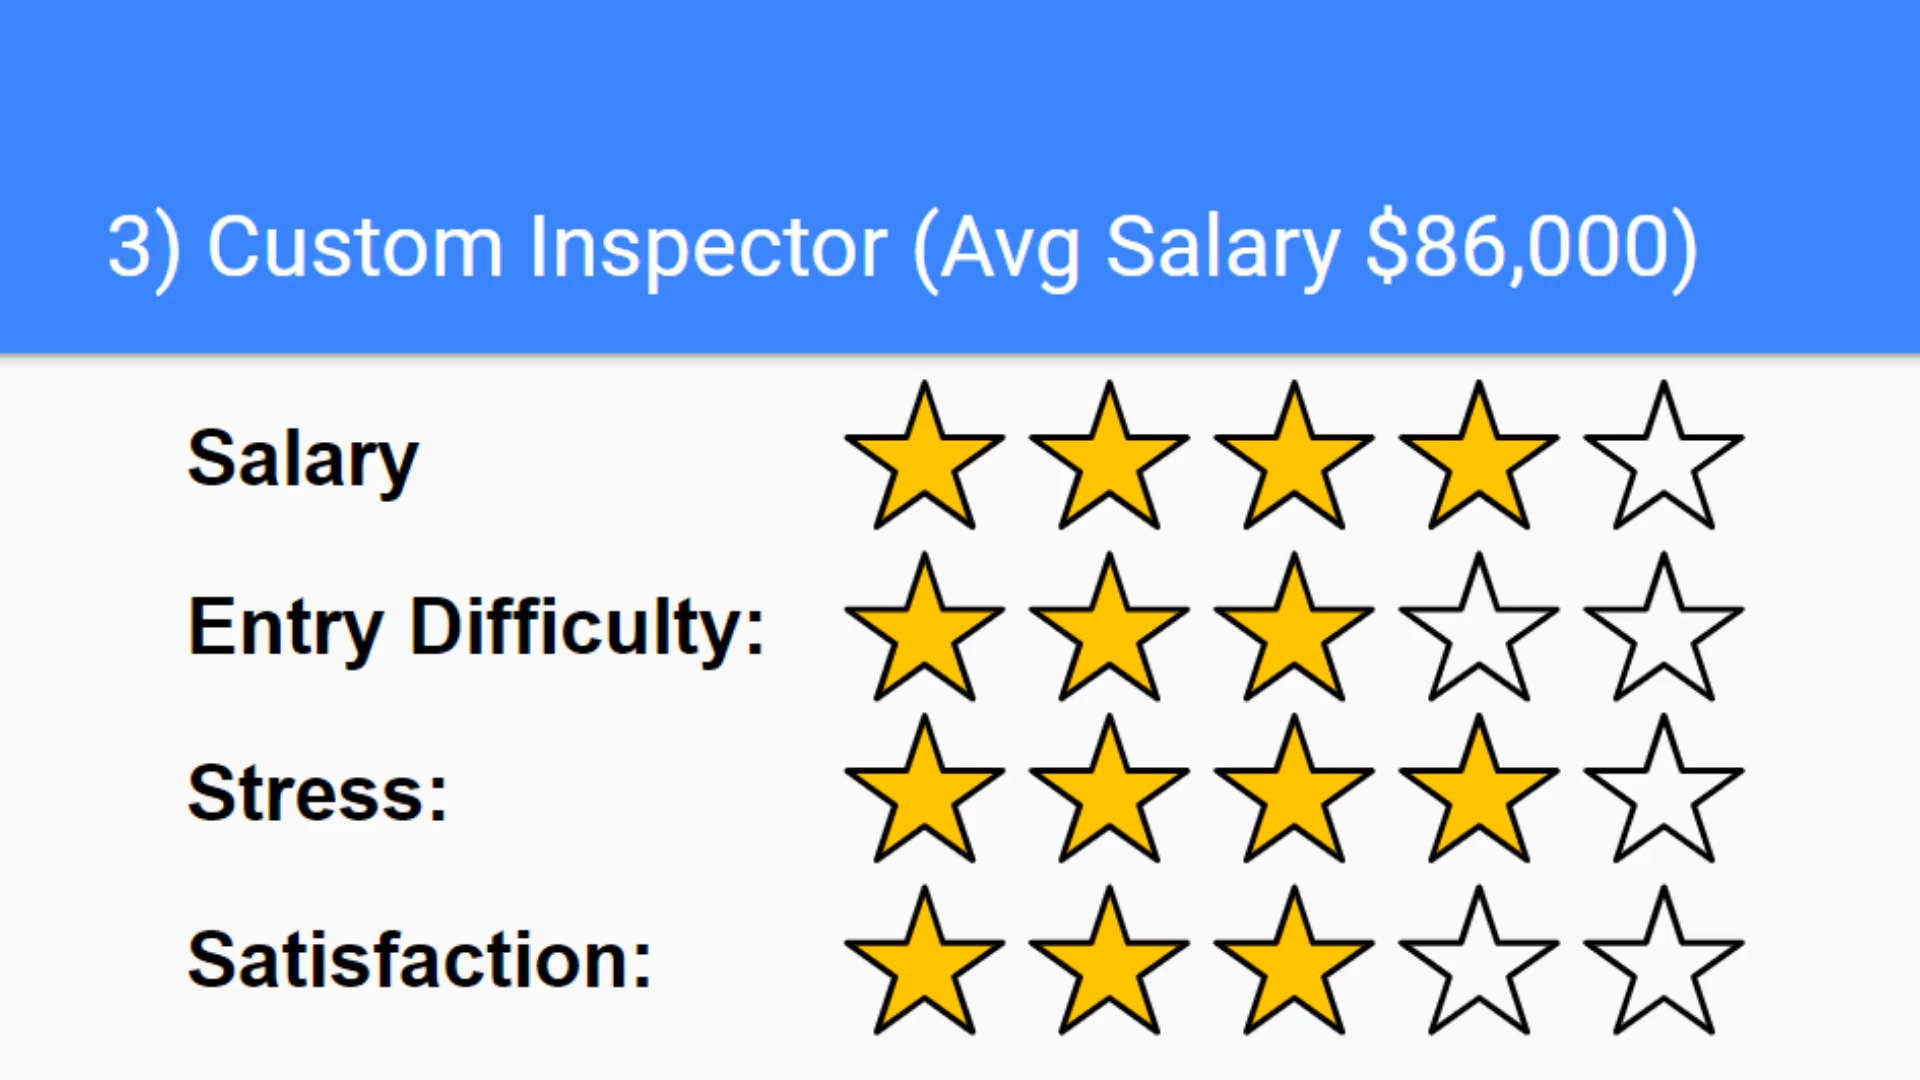 3) Custom Inspector (Avg Salary $86,000)
Salary
Entry Difficulty:
Stress:
Satisfaction: